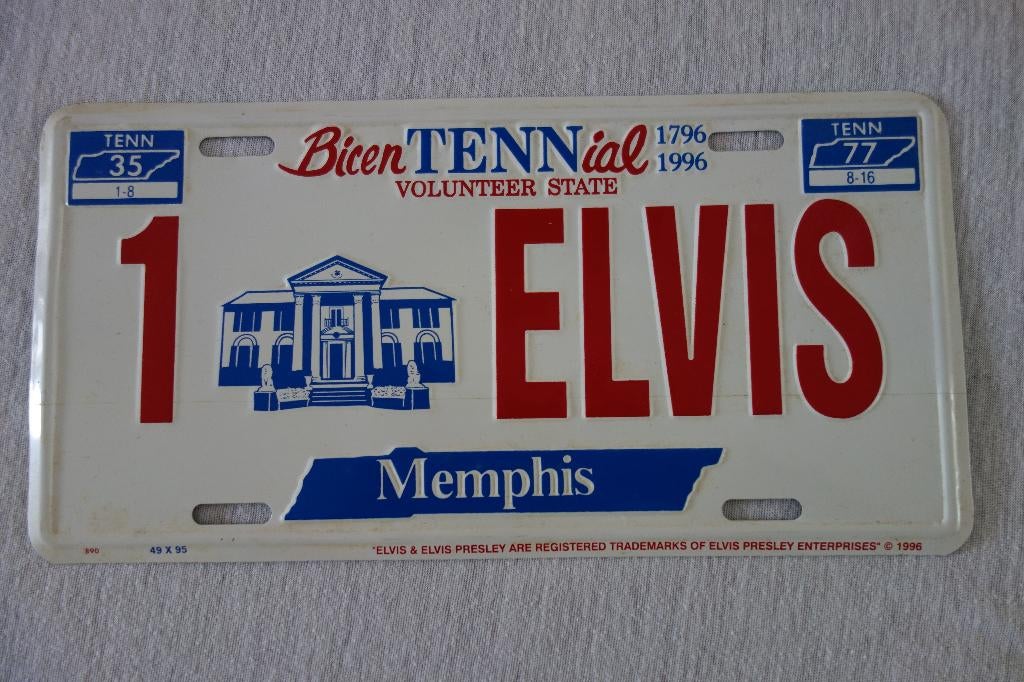 TENN
35
1-8
BicenTENNial 1796 1996
VOLUNTEER STATE
TENN
77
8-16
1 ELVIS
Memphis
890 49 X 95 "ELVIS & ELVIS PRESLEY ARE REGISTERED TRADEMARKS OF ELVIS PRESLEY ENTERPRISES" © 1996